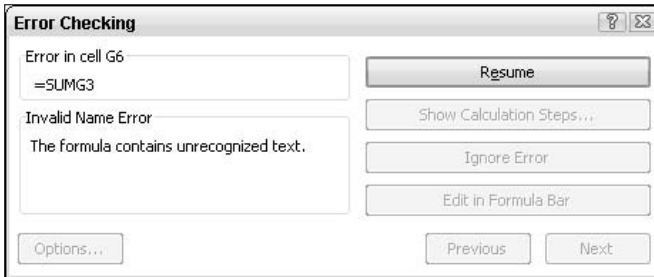 Error Checking
Error in cell G6
=SUMG3
Resume
Invalid Name Error
Show Calculation Steps...
The formula contains unrecognized text.
Ignore Error
Edit in Formula Bar
Options...
Previous
Next